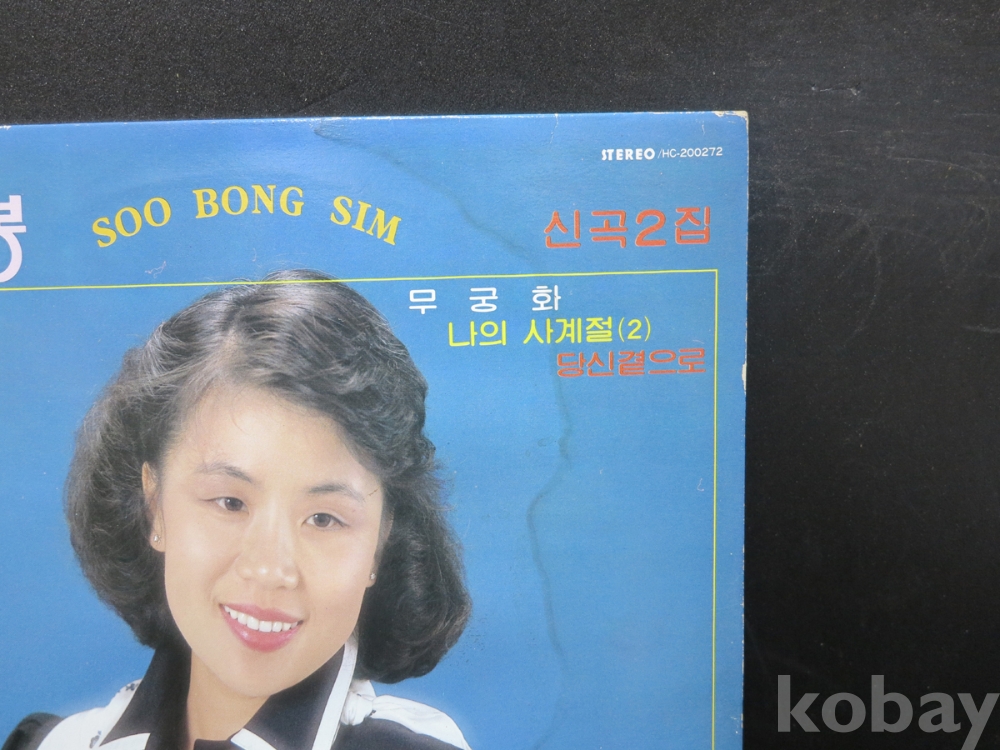 STEREO/HC-200272
봉
SOO BONG SIM
신곡2집
무 궁 화
나의 사계절(2)
당신곁으로
kobay